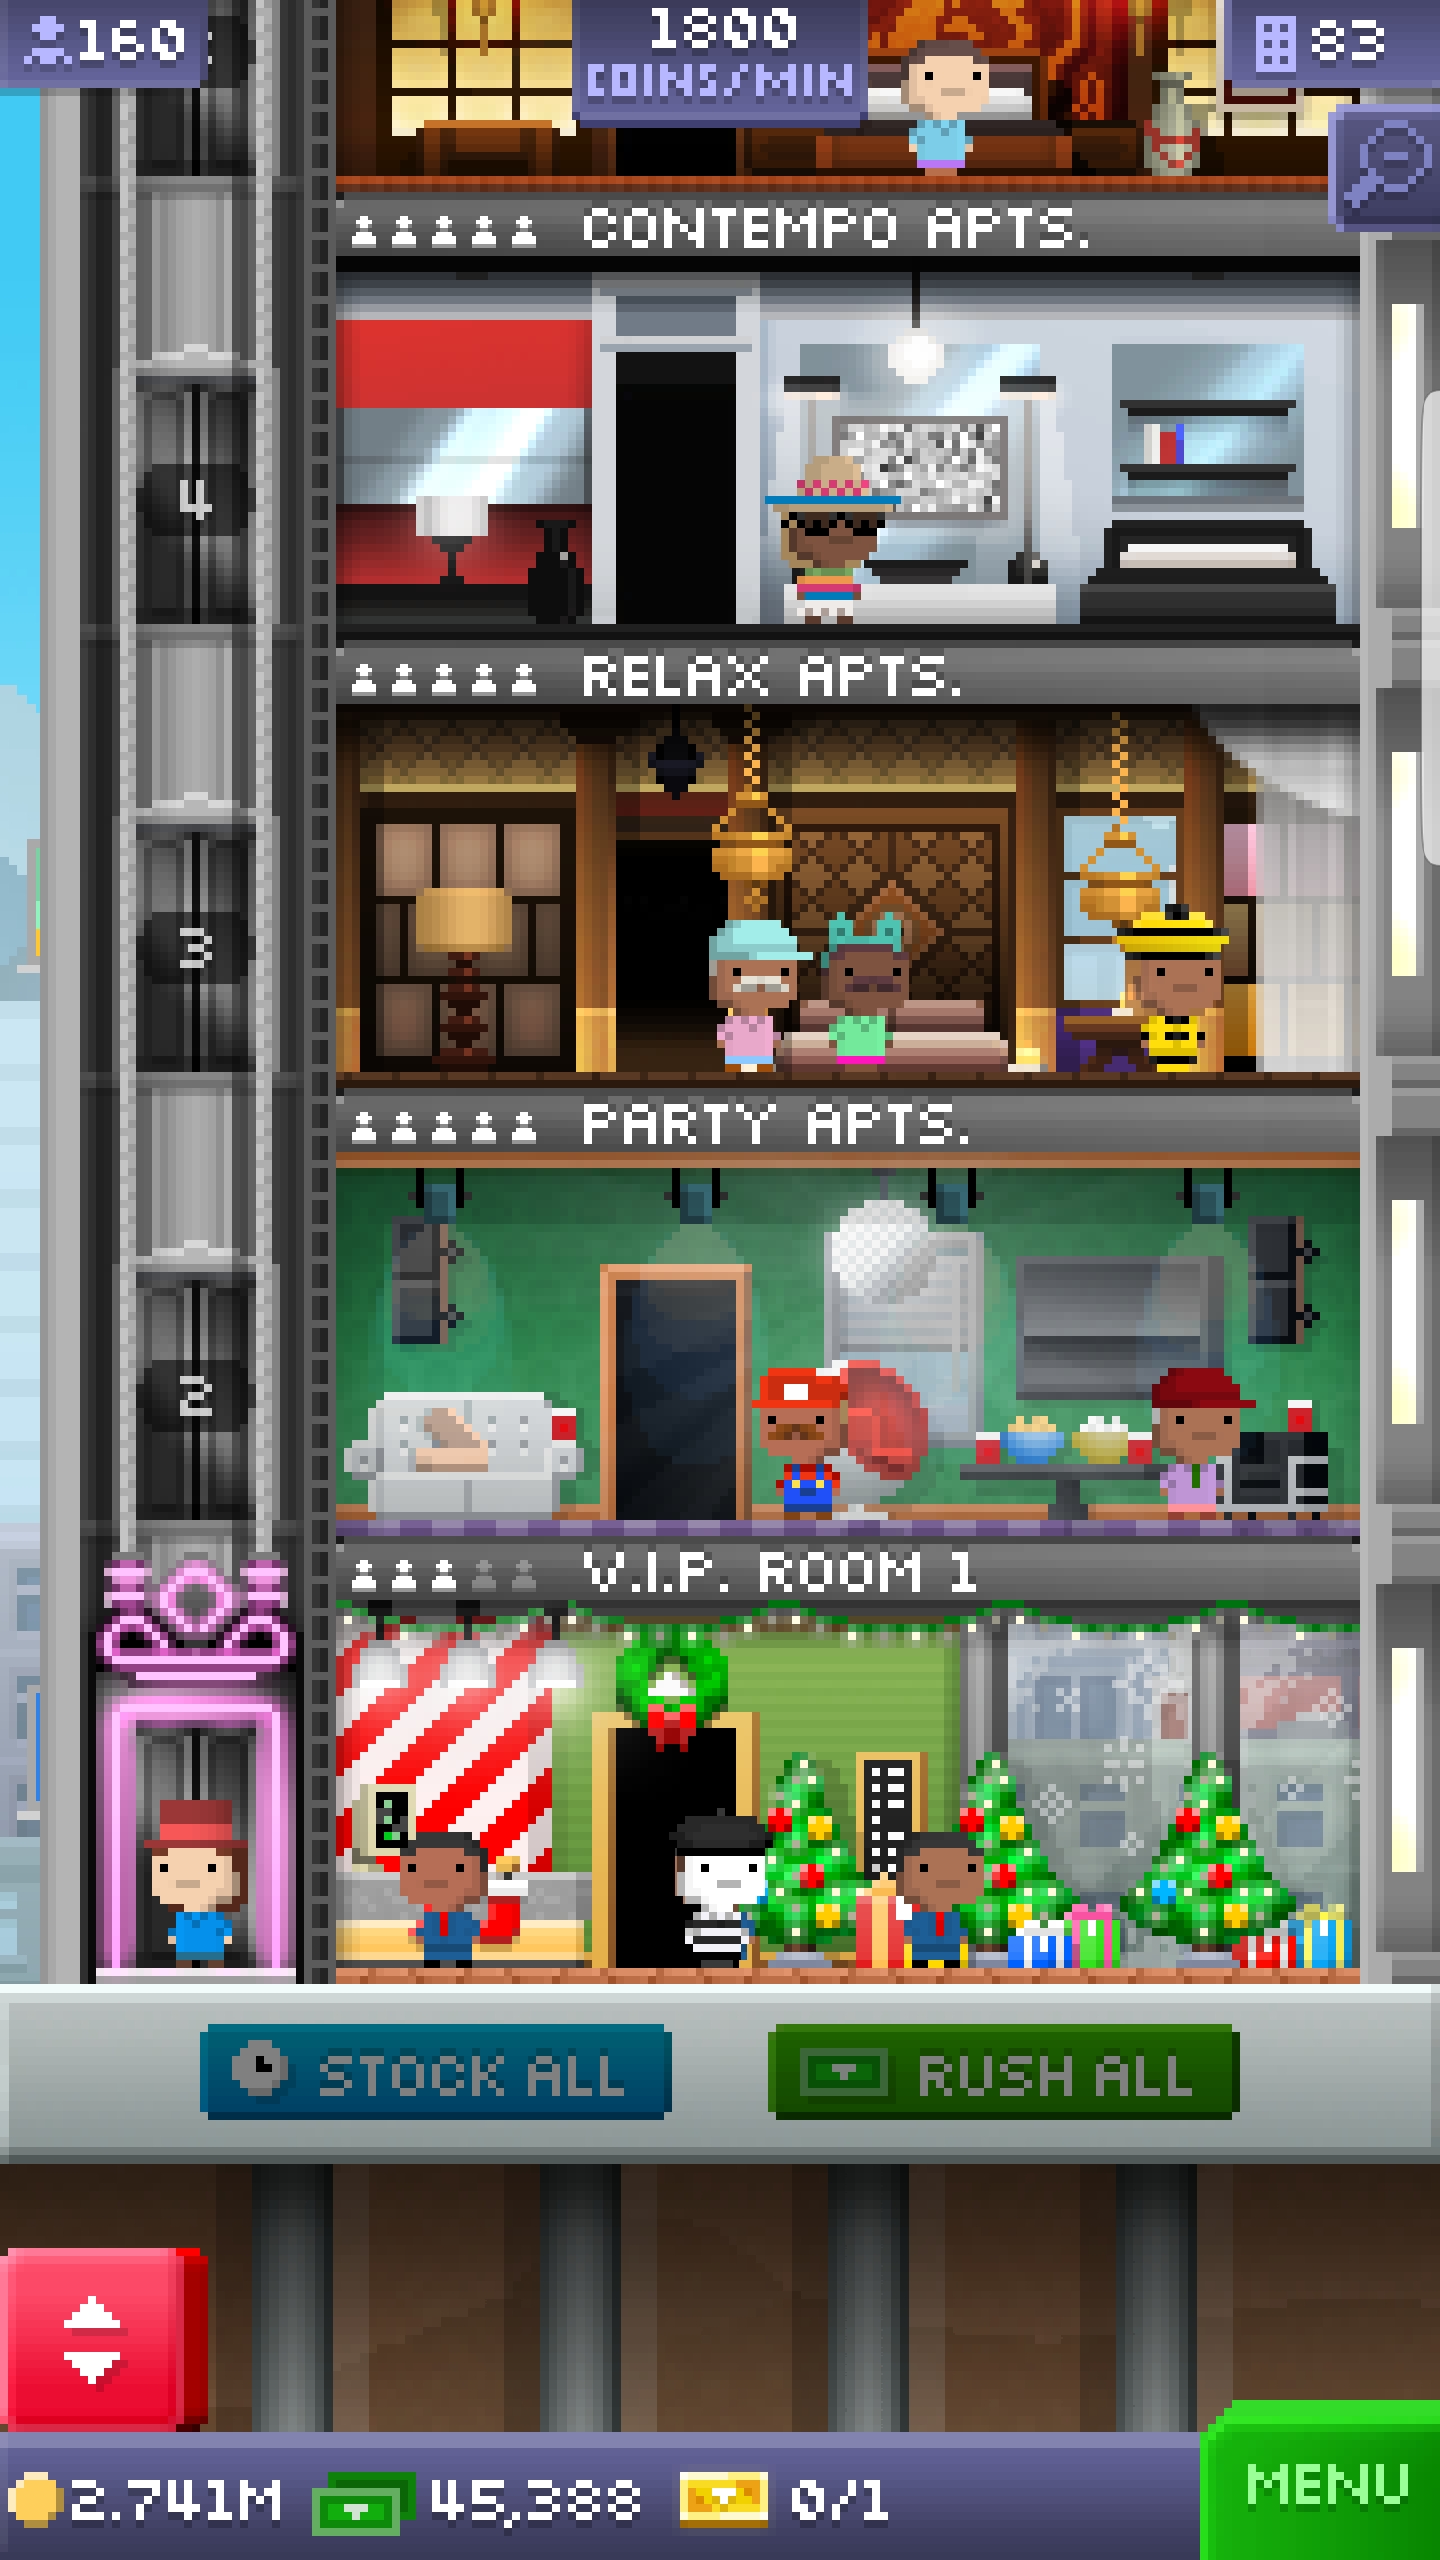 160
1800
COINS/MIN
83
CONTEMPO APTS.
4
RELAX APTS.
3
PARTY APTS.
2
V.I.P. ROOM 1
STOCK ALL
RUSH ALL
2.741M
45,388
0/1
MENU